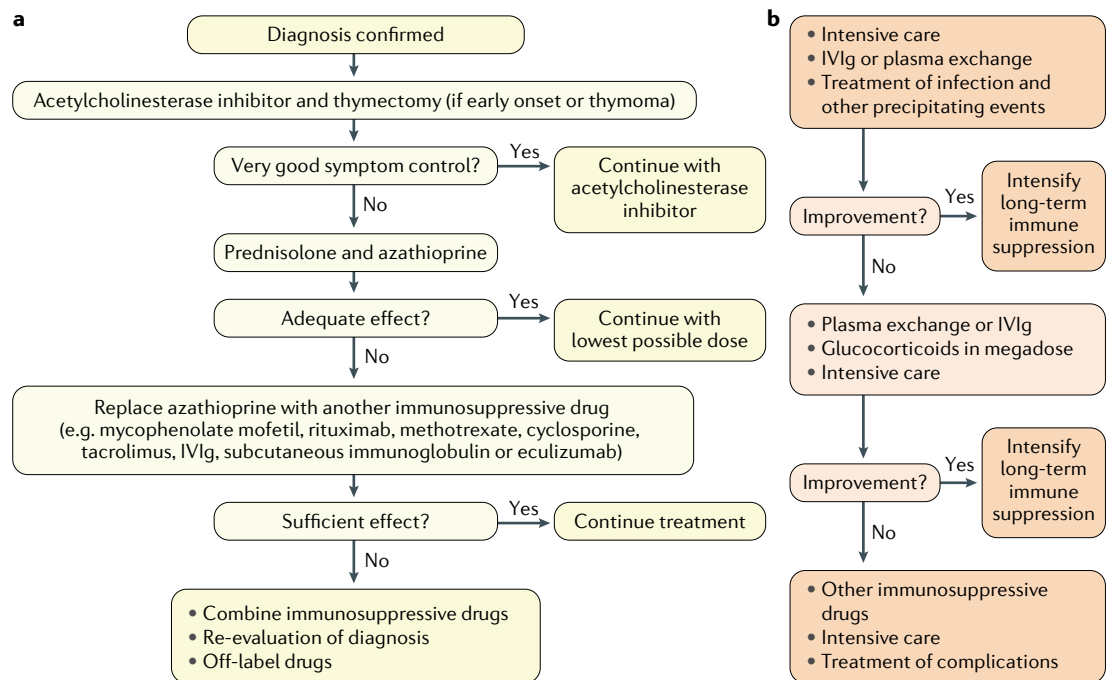 a
Diagnosis confirmed
Acetylcholinesterase inhibitor and thymectomy (if early onset or thymoma)
Very good symptom control?
Yes
Continue with
acetylcholinesterase
inhibitor
No
Prednisolone and azathioprine
Adequate effect?
Yes
Continue with
lowest possible dose
No
Replace azathioprine with another immunosuppressive drug
(e.g. mycophenolate mofetil, rituximab, methotrexate, cyclosporine,
tacrolimus, IVIg, subcutaneous immunoglobulin or eculizumab)
Sufficient effect?
Yes
Continue treatment
No
• Combine immunosuppressive drugs
• Re-evaluation of diagnosis
• Off-label drugs
b
• Intensive care
• IVIg or plasma exchange
• Treatment of infection and
other precipitating events
Improvement?
Yes
Intensify
long-term
immune
suppression
No
• Plasma exchange or IVIg
• Glucocorticoids in megadose
• Intensive care
Improvement?
Yes
Intensify
long-term
immune
suppression
No
• Other immunosuppressive
drugs
• Intensive care
• Treatment of complications